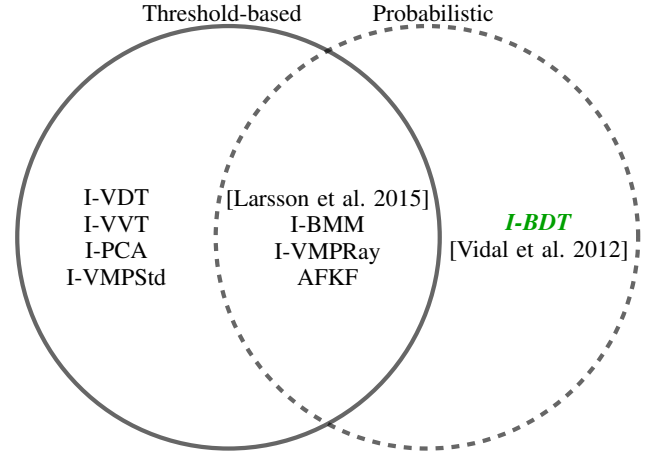 Threshold-based
Probabilistic
I-VDT
I-VVT
I-PCA
I-VMPStd
[Larsson et al. 2015]
I-BMM
I-VMPRay
AFKF
I-BDT
[Vidal et al. 2012]